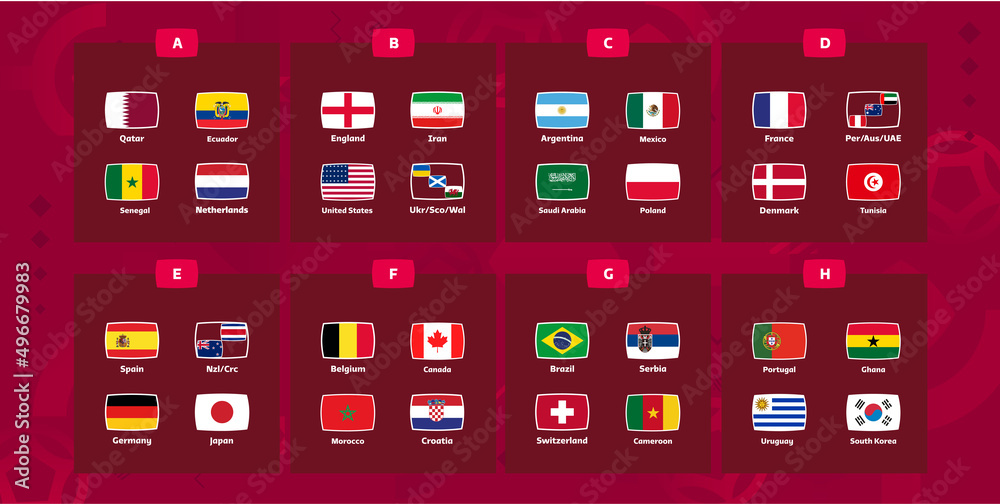 A
B
C
D
Qatar
Ecuador
England
Iran
Argentina
Mexico
France
Per/Aus/UAE
Senegal
Netherlands
United States
Ukr/Sco/Wal
Saudi Arabia
Poland
Denmark
Tunisia
E
F
G
H
Spain
Nzl/Crc
Belgium
Canada
Brazil
Serbia
Portugal
Ghana
Germany
Japan
Morocco
Croatia
Switzerland
Cameroon
Uruguay
South Korea
Adobe Stock | #496679983